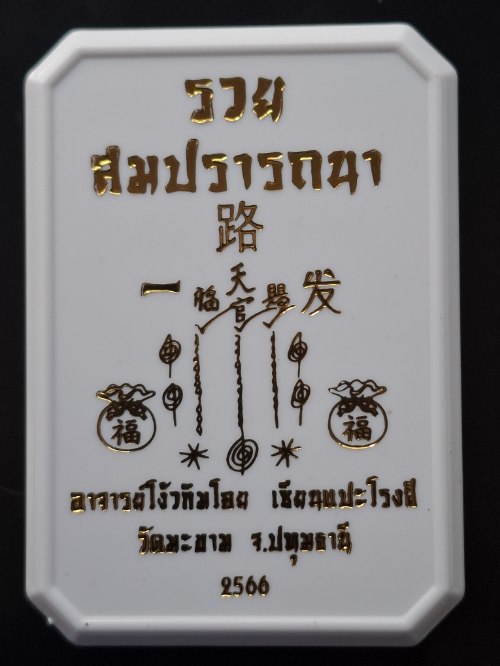 รวย
สมปรารถนา
路
一 福 天官 賜 发
福 福
อาจารย์โง้วกิมโคย เซียนแปะโรงสี
วัดมะขาม จ.ปทุมธานี
2566